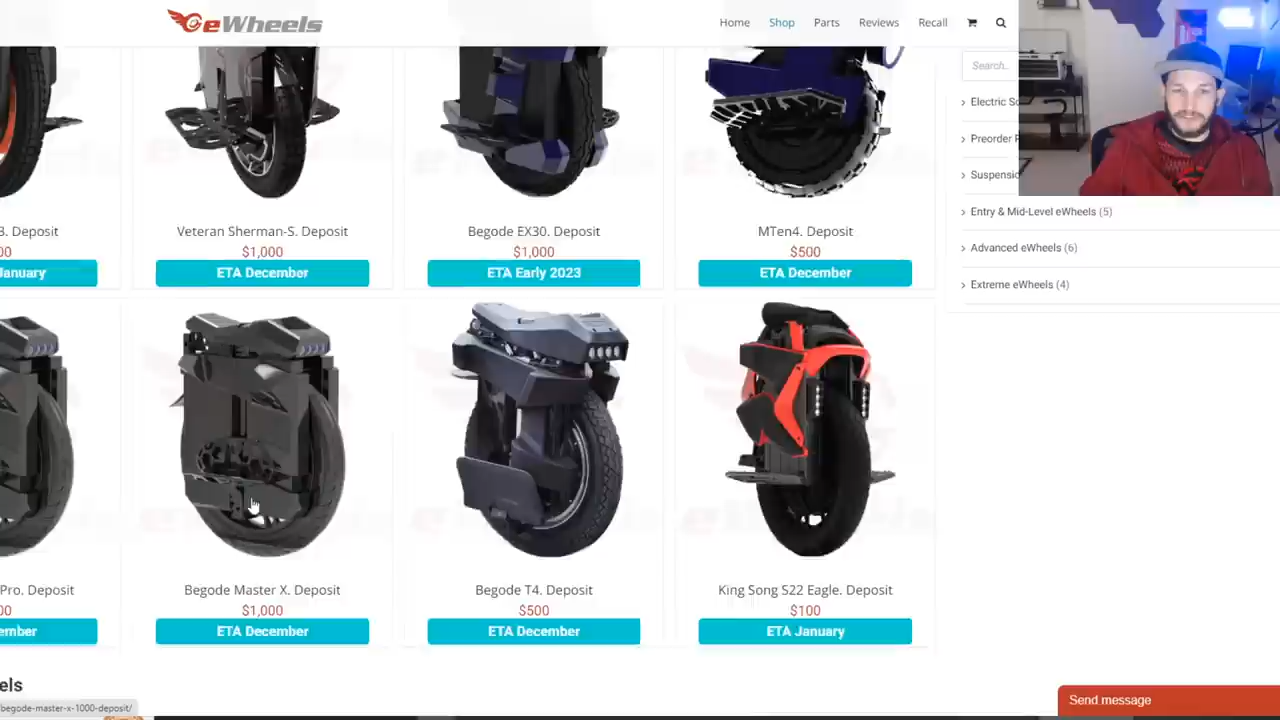 eWheels
Home
Shop
Parts
Reviews
Recall
Search..
Electric Sc
Preorder P
Suspensio
Entry & Mid-Level eWheels (5)
Advanced eWheels (6)
Extreme eWheels (4)
3. Deposit
Veteran Sherman-S. Deposit
Begode EX30. Deposit
MTen4. Deposit
00
$1,000
$1,000
$500
January
ETA December
ETA Early 2023
ETA December
Pro. Deposit
Begode Master X. Deposit
Begode T4. Deposit
King Song S22 Eagle. Deposit
00
$1,000
$500
$100
ember
ETA December
ETA December
ETA January
els
begode-master-x-1000-deposit/
Send message